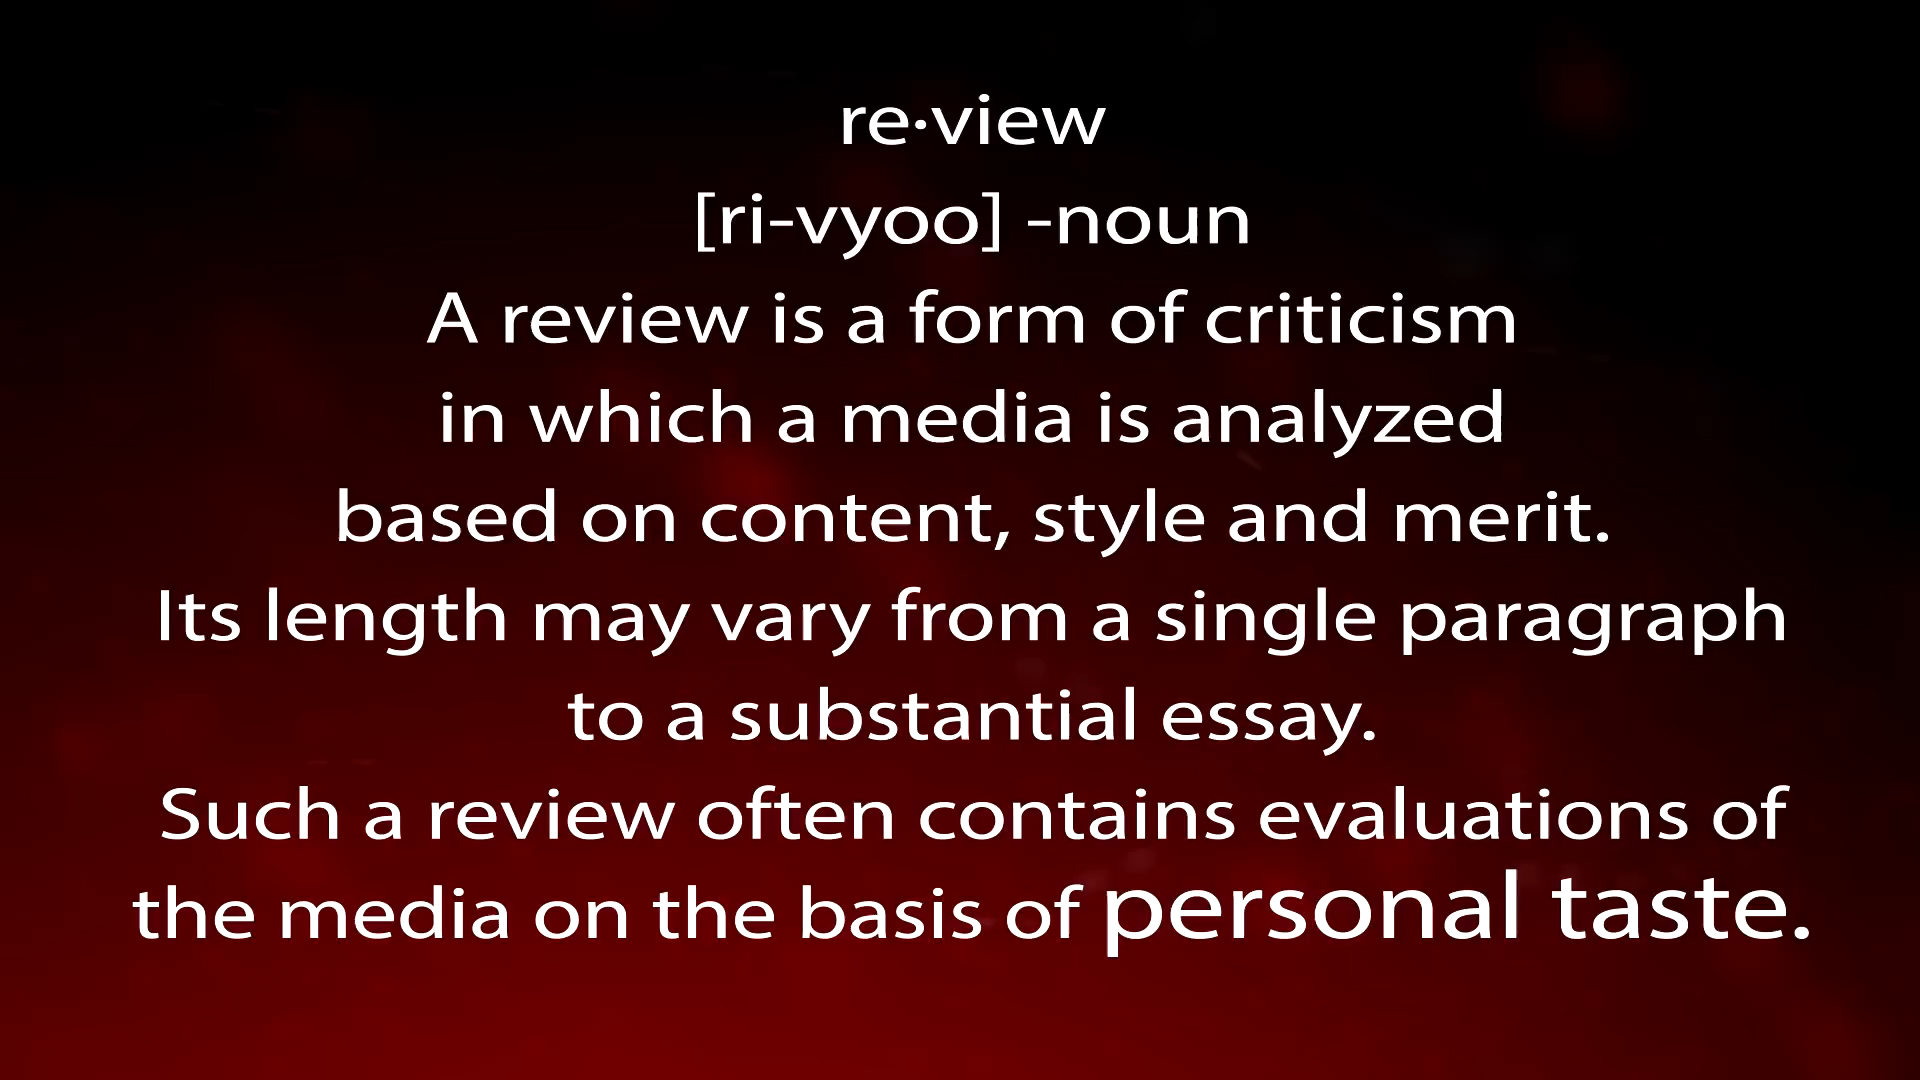 re·view
[ri-vyoo] -noun
A review is a form of criticism
in which a media is analyzed
based on content, style and merit.
Its length may vary from a single paragraph
to a substantial essay.
Such a review often contains evaluations of
the media on the basis of personal taste.